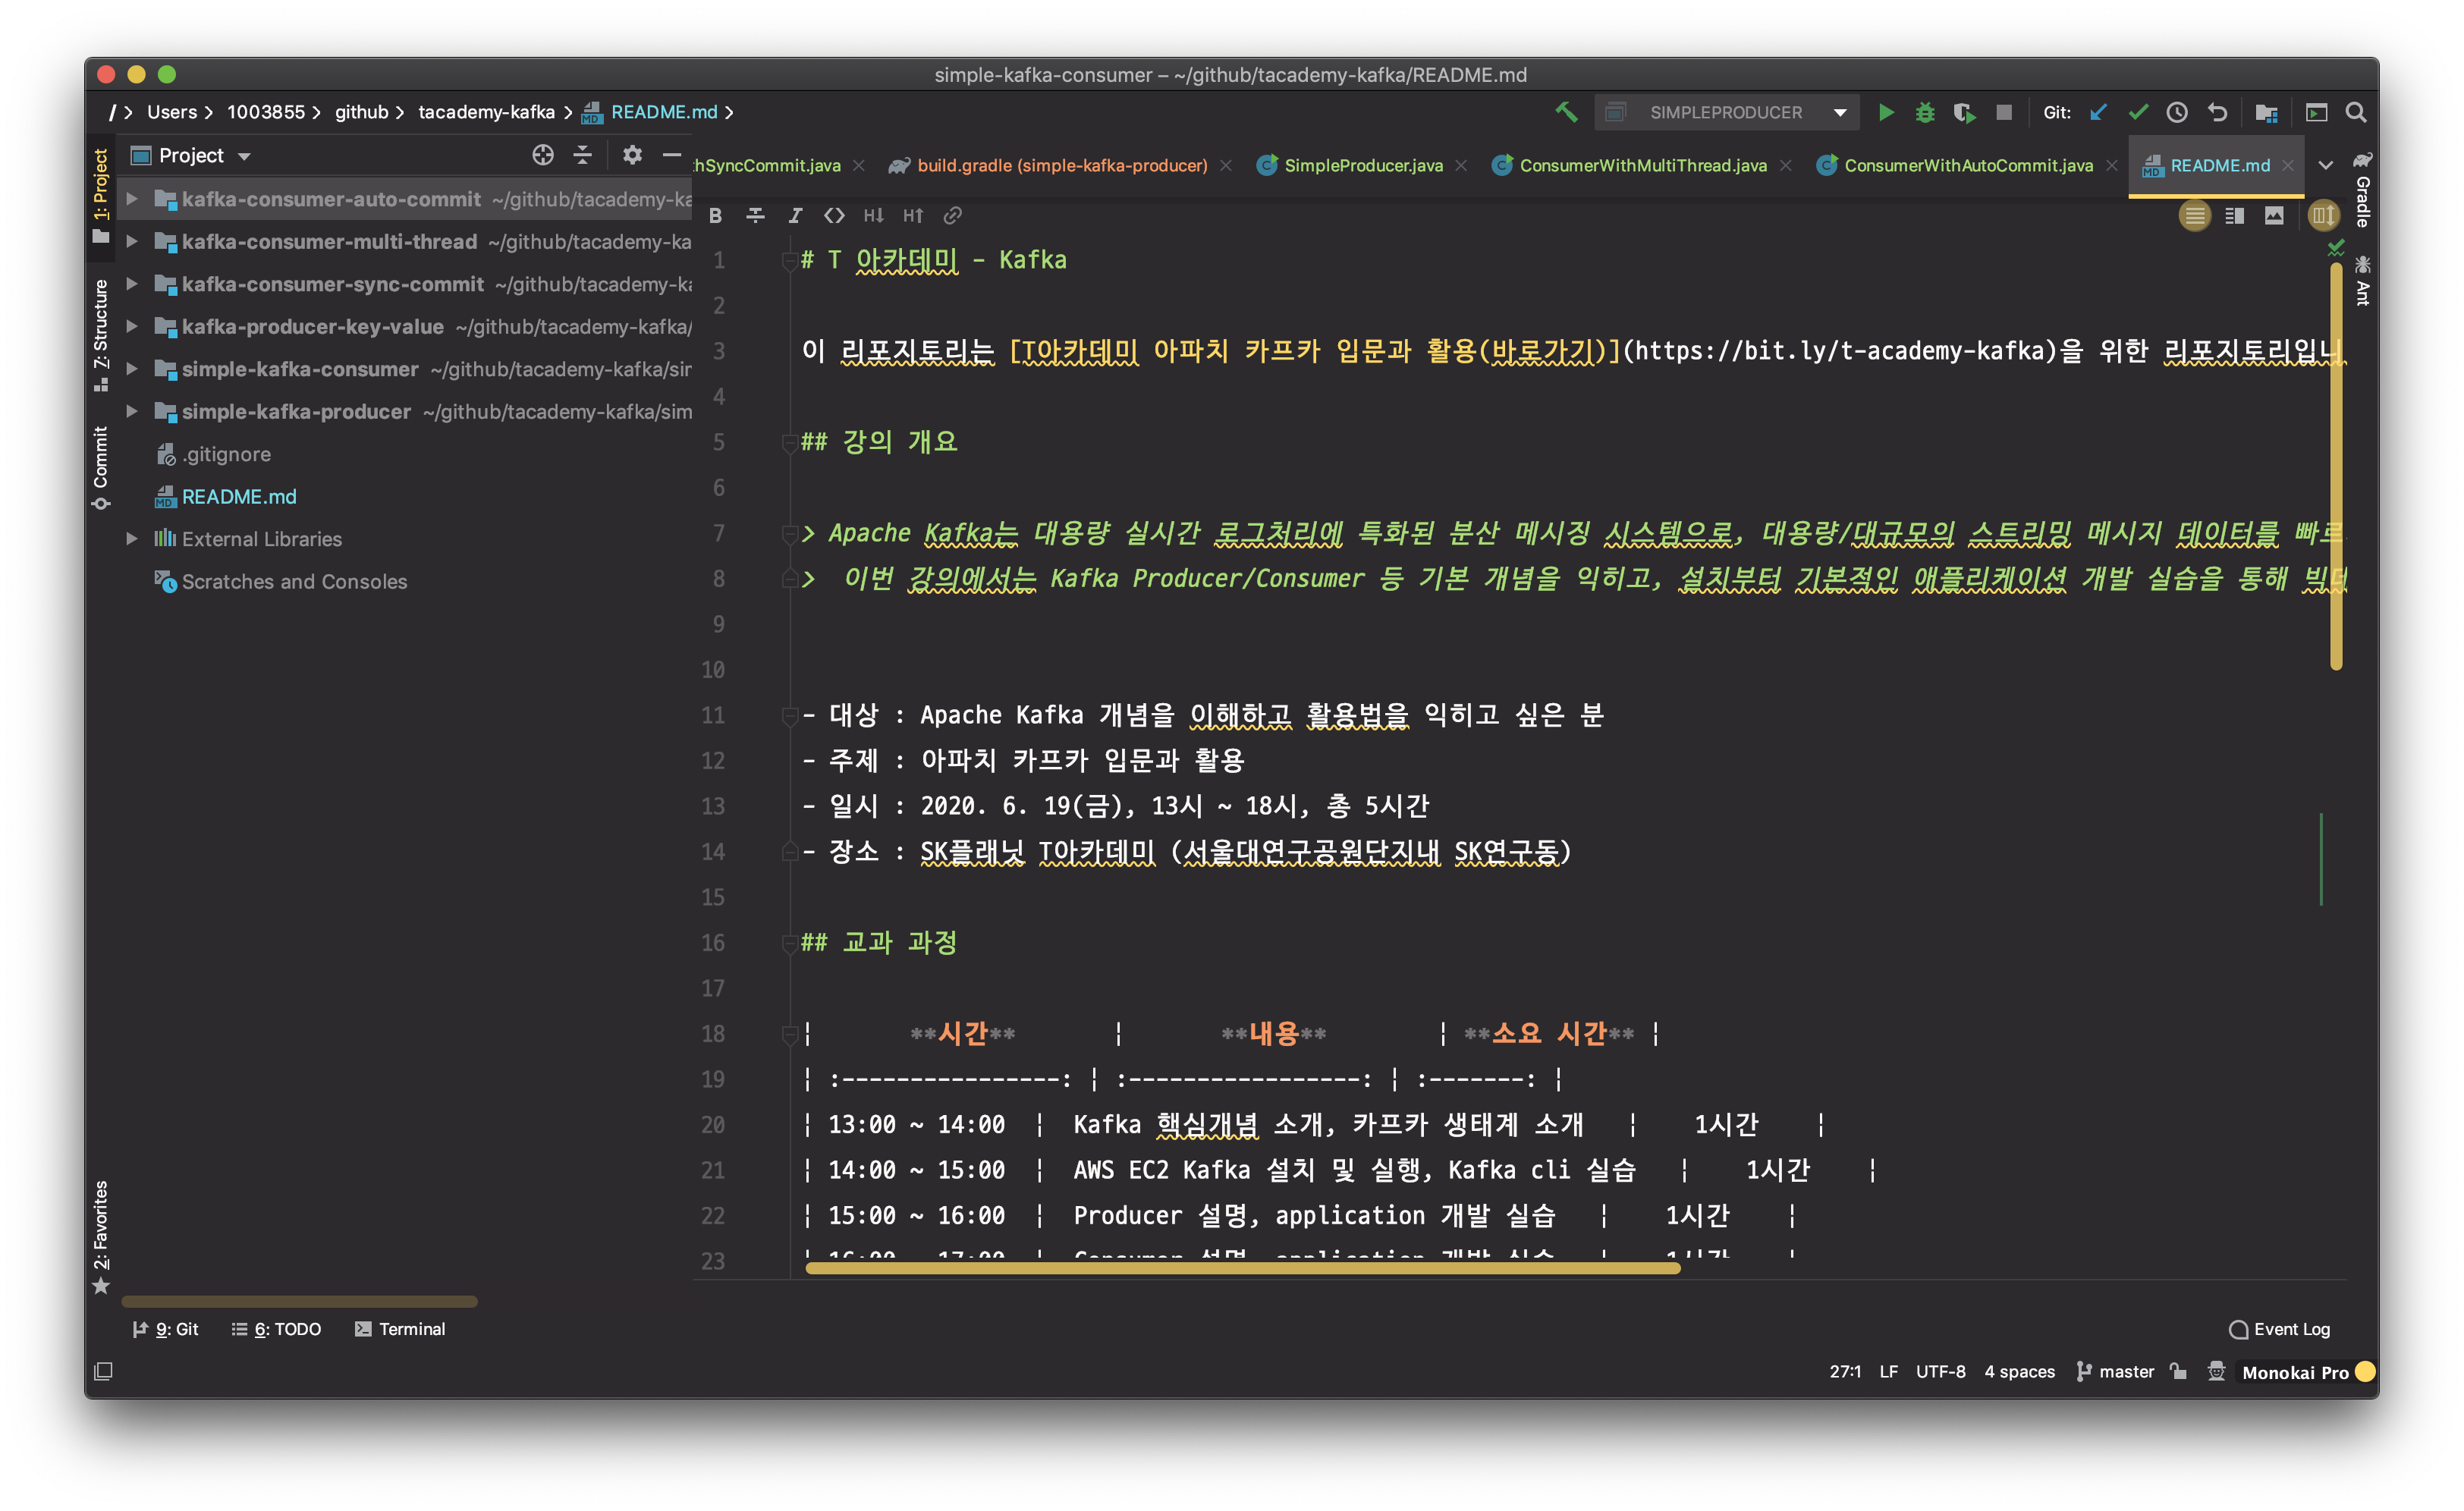 simple-kafka-consumer – ~/github/tacademy-kafka/README.md
/ Users 1003855 github tacademy-kafka README.md SIMPLEPRODUCER Git:
Project
hSyncCommit.java build.gradle (simple-kafka-producer) SimpleProducer.java ConsumerWithMultiThread.java ConsumerWithAutoCommit.java README.md
1: Project
7: Structure
Commit
2: Favorites
Gradle
Ant
kafka-consumer-auto-commit ~/github/tacademy-ka
kafka-consumer-multi-thread ~/github/tacademy-ka
kafka-consumer-sync-commit ~/github/tacademy-ka
kafka-producer-key-value ~/github/tacademy-kafka/
simple-kafka-consumer ~/github/tacademy-kafka/sim
simple-kafka-producer ~/github/tacademy-kafka/sim
.gitignore
README.md
External Libraries
Scratches and Consoles
1 # T 아카데미 - Kafka
2
3 이 리포지토리는 [T아카데미 아파치 카프카 입문과 활용(바로가기)](https://bit.ly/t-academy-kafka)을 위한 리포지토리입니
4
5 ## 강의 개요
6
7 > Apache Kafka는 대용량 실시간 로그처리에 특화된 분산 메시징 시스템으로, 대용량/대규모의 스트리밍 메시지 데이터를 빠르
8 > 이번 강의에서는 Kafka Producer/Consumer 등 기본 개념을 익히고, 설치부터 기본적인 애플리케이션 개발 실습을 통해 빅데
9
10
11 - 대상 : Apache Kafka 개념을 이해하고 활용법을 익히고 싶은 분
12 - 주제 : 아파치 카프카 입문과 활용
13 - 일시 : 2020. 6. 19(금), 13시 ~ 18시, 총 5시간
14 - 장소 : SK플래닛 T아카데미 (서울대연구공원단지내 SK연구동)
15
16 ## 교과 과정
17
18 | **시간** | **내용** | **소요 시간** |
19 | :----------------: | :-----------------: | :-------: |
20 | 13:00 ~ 14:00 | Kafka 핵심개념 소개, 카프카 생태계 소개 | 1시간 |
21 | 14:00 ~ 15:00 | AWS EC2 Kafka 설치 및 실행, Kafka cli 실습 | 1시간 |
22 | 15:00 ~ 16:00 | Producer 설명, application 개발 실습 | 1시간 |
23 | 16:00 ~ 17:00 | Consumer 설명, application 개발 실습 | 1시간 |
9: Git 6: TODO Terminal Event Log
27:1 LF UTF-8 4 spaces master Monokai Pro